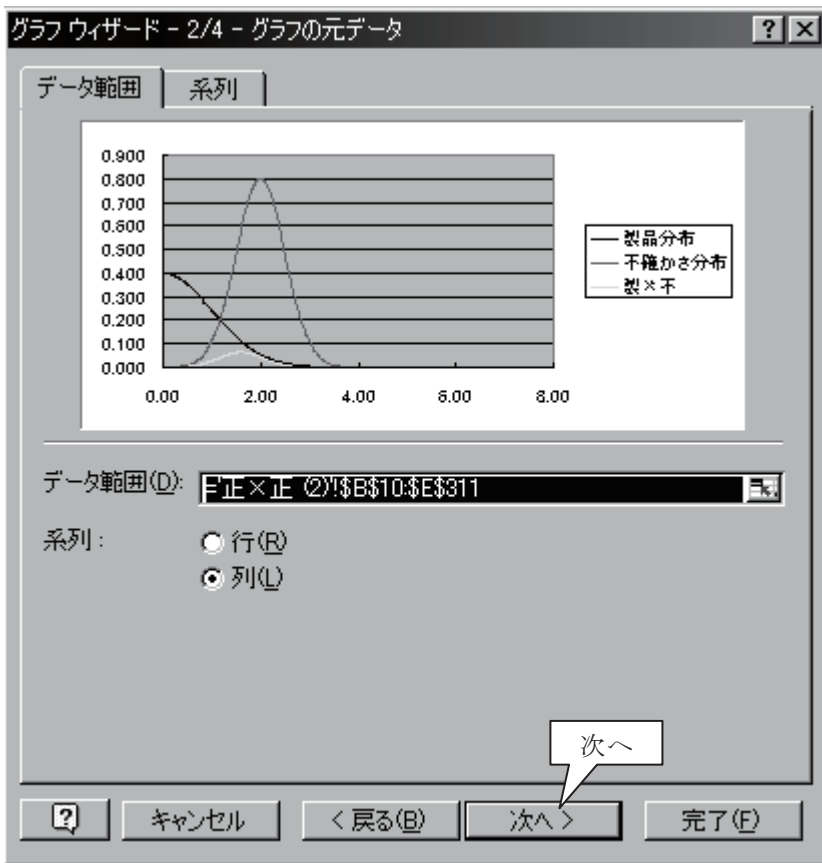 グラフ ウィザード - 2/4 - グラフの元データ
データ範囲 系列
0.900
0.800
0.700
0.600
0.500
0.400
0.300
0.200
0.100
0.000
0.00 2.00 4.00 6.00 8.00
製品分布
不確かさ分布
製×不
データ範囲(D): ='正×正 (2)'!$B$10:$E$311
系列:
行(R)
列(L)
次へ
キャンセル < 戻る(B) 次へ > 完了(F)